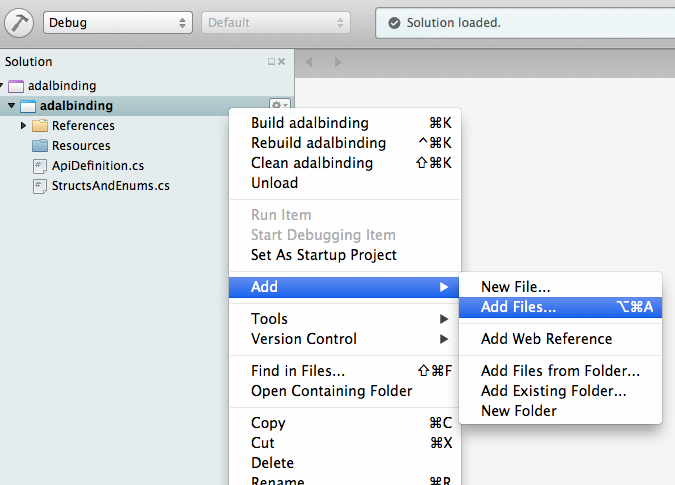 Debug
Default
Solution loaded.
Solution
adalbinding
adalbinding
References
Resources
ApiDefinition.cs
StructsAndEnums.cs
Build adalbinding ⌘K
Rebuild adalbinding ^⌘K
Clean adalbinding ⇧⌘K
Unload
Run Item
Start Debugging Item
Set As Startup Project
Add
Tools
Version Control
Find in Files... ⇧⌘F
Open Containing Folder
Copy ⌘C
Cut ⌘X
Delete
Rename ⌘R
New File...
Add Files... ⌥⌘A
Add Web Reference
Add Files from Folder...
Add Existing Folder...
New Folder